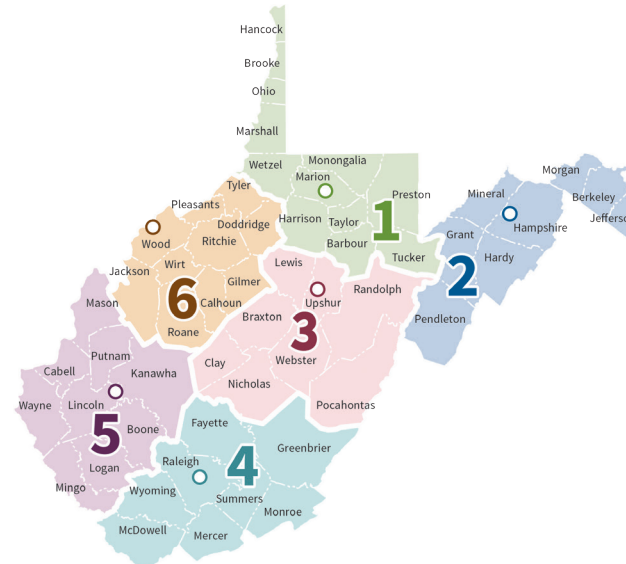 Hancock
Brooke
Ohio
Marshall
Wetzel
Monongalia
Marion
Preston
Harrison
Taylor
Barbour
Tucker
1
Morgan
Berkeley
Jeffers
Mineral
Hampshire
Grant
Hardy
Pendleton
2
Tyler
Pleasants
Doddridge
Ritchie
Wood
Wirt
Jackson
Gilmer
Calhoun
Roane
6
Lewis
Upshur
Randolph
Braxton
Webster
Clay
Nicholas
Pocahontas
3
Mason
Putnam
Cabell
Kanawha
Wayne
Lincoln
Boone
Logan
Mingo
5
Fayette
Greenbrier
Raleigh
Summers
Wyoming
Monroe
McDowell
Mercer
4